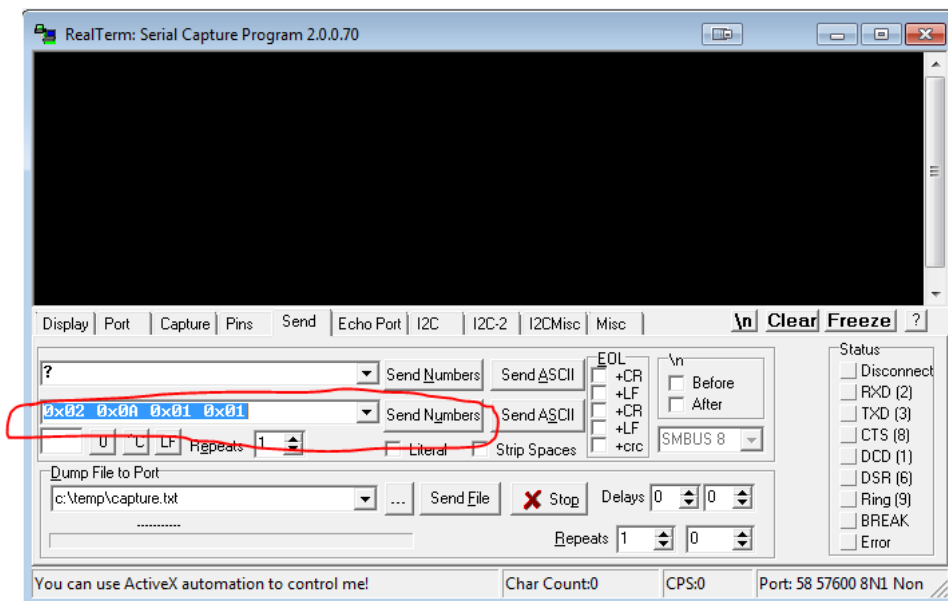 RealTerm: Serial Capture Program 2.0.0.70
Display Port Capture Pins Send Echo Port I2C I2C-2 I2CMisc Misc \n Clear Freeze ?
? Send Numbers Send ASCII
EOL
+CR
+LF
+CR
+LF
+crc
\n
Before
After
SMBUS 8
0x02 0x0A 0x01 0x01 Send Numbers Send ASCII
0 ^C LF Repeats 1 Literal Strip Spaces
Dump File to Port
c:\temp\capture.txt ... Send File Stop Delays 0 0
Repeats 1 0
Status
Disconnect
RXD (2)
TXD (3)
CTS (8)
DCD (1)
DSR (6)
Ring (9)
BREAK
Error
You can use ActiveX automation to control me! Char Count:0 CPS:0 Port: 58 57600 8N1 Non